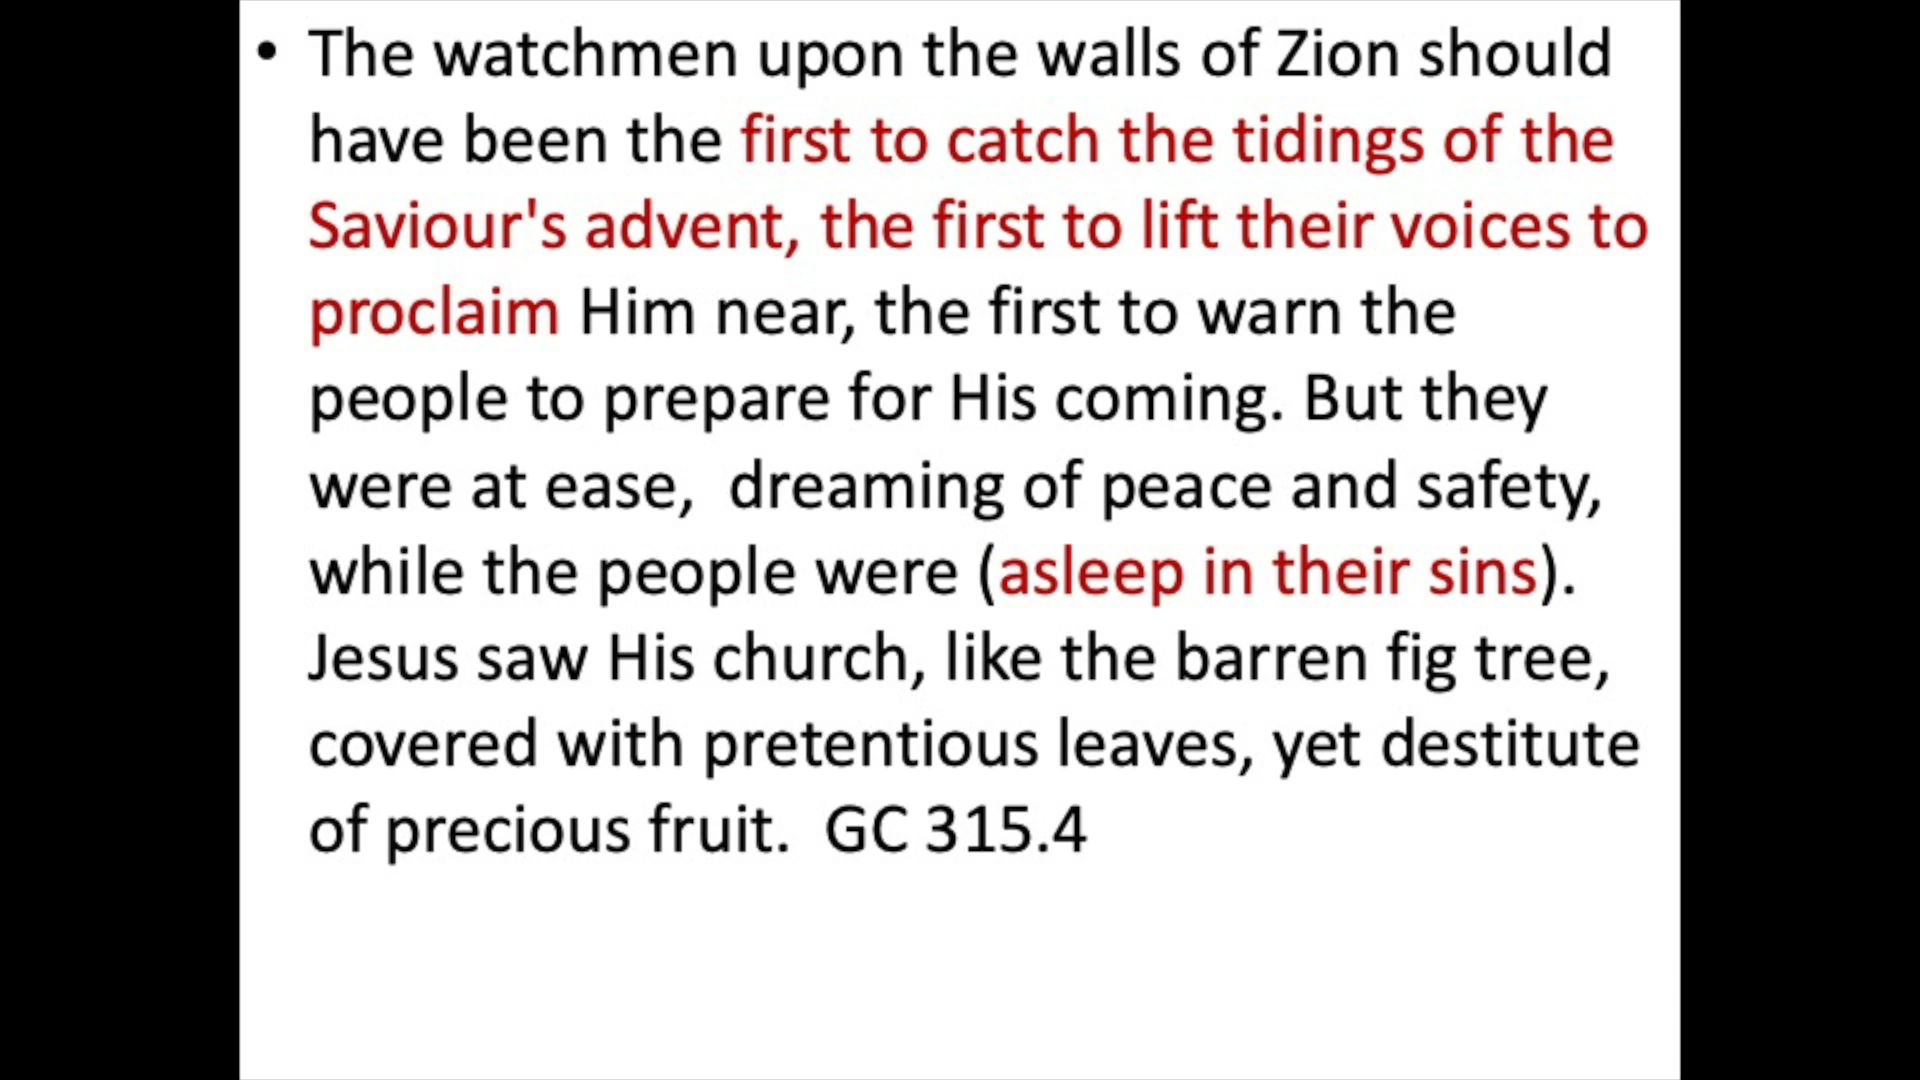 • The watchmen upon the walls of Zion should
have been the first to catch the tidings of the
Saviour's advent, the first to lift their voices to
proclaim Him near, the first to warn the
people to prepare for His coming. But they
were at ease,  dreaming of peace and safety,
while the people were (asleep in their sins).
Jesus saw His church, like the barren fig tree,
covered with pretentious leaves, yet destitute
of precious fruit.  GC 315.4